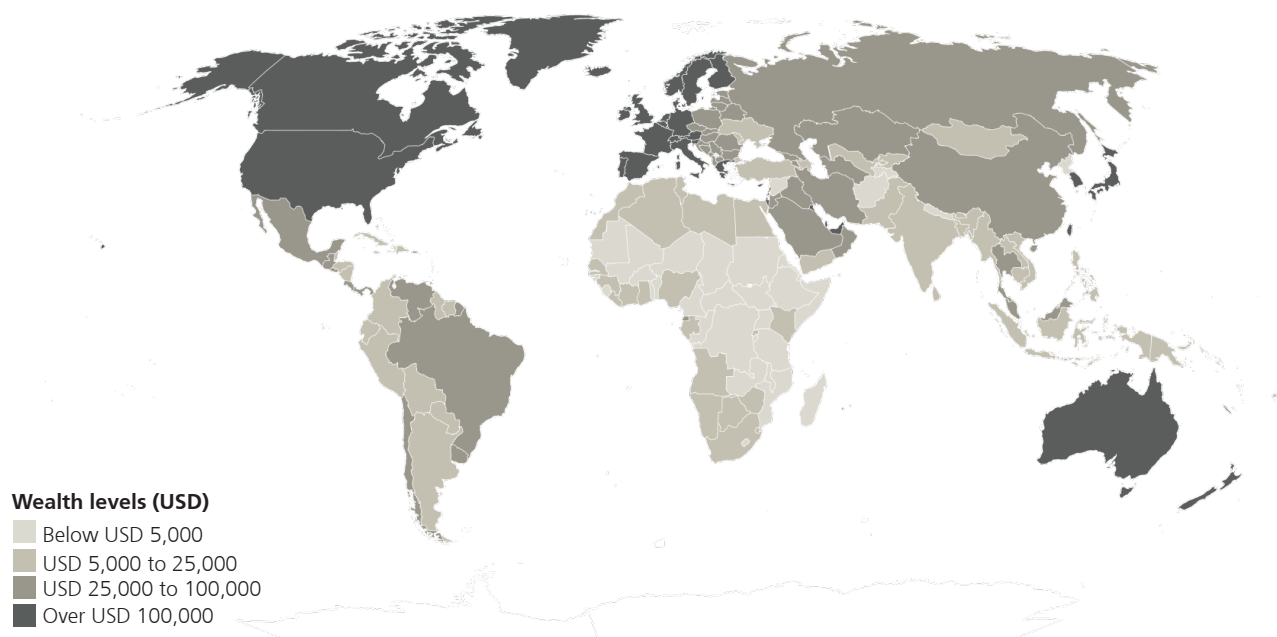 Wealth levels (USD)
Below USD 5,000
USD 5,000 to 25,000
USD 25,000 to 100,000
Over USD 100,000